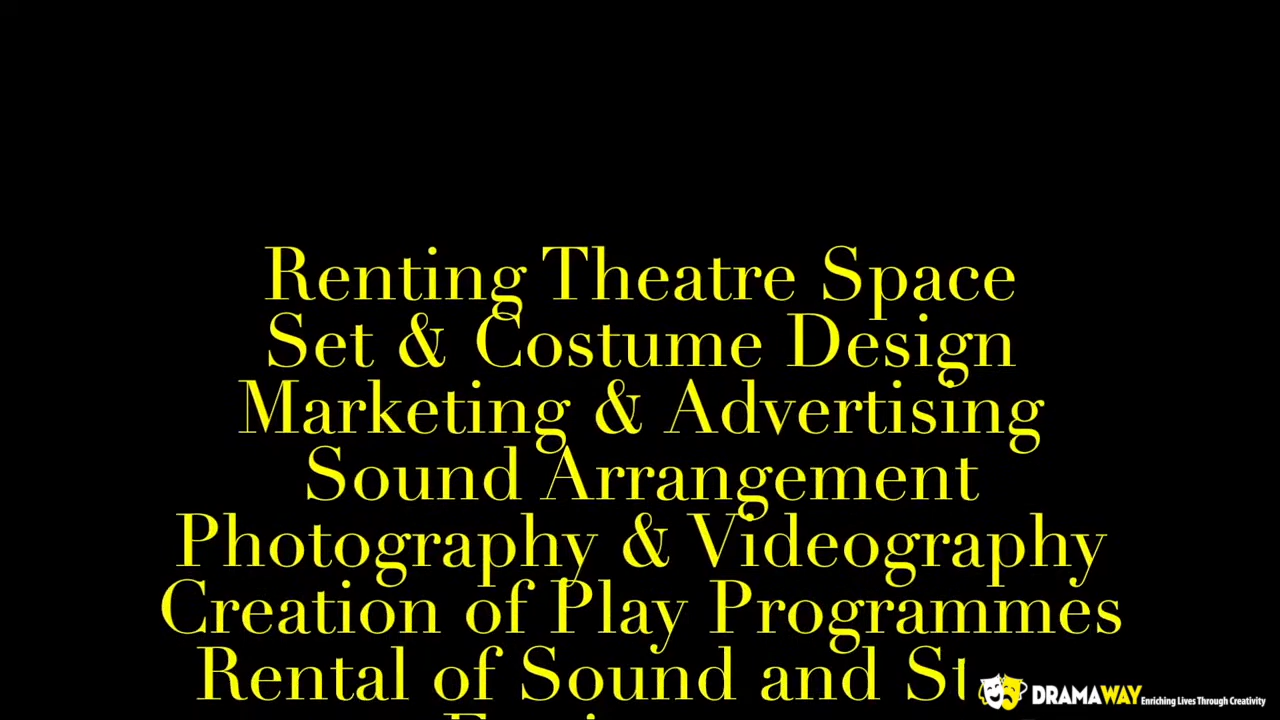 Renting Theatre Space
Set & Costume Design
Marketing & Advertising
Sound Arrangement
Photography & Videography
Creation of Play Programmes
Rental of Sound and
DRAMAWAY Enriching Lives Through Creativity